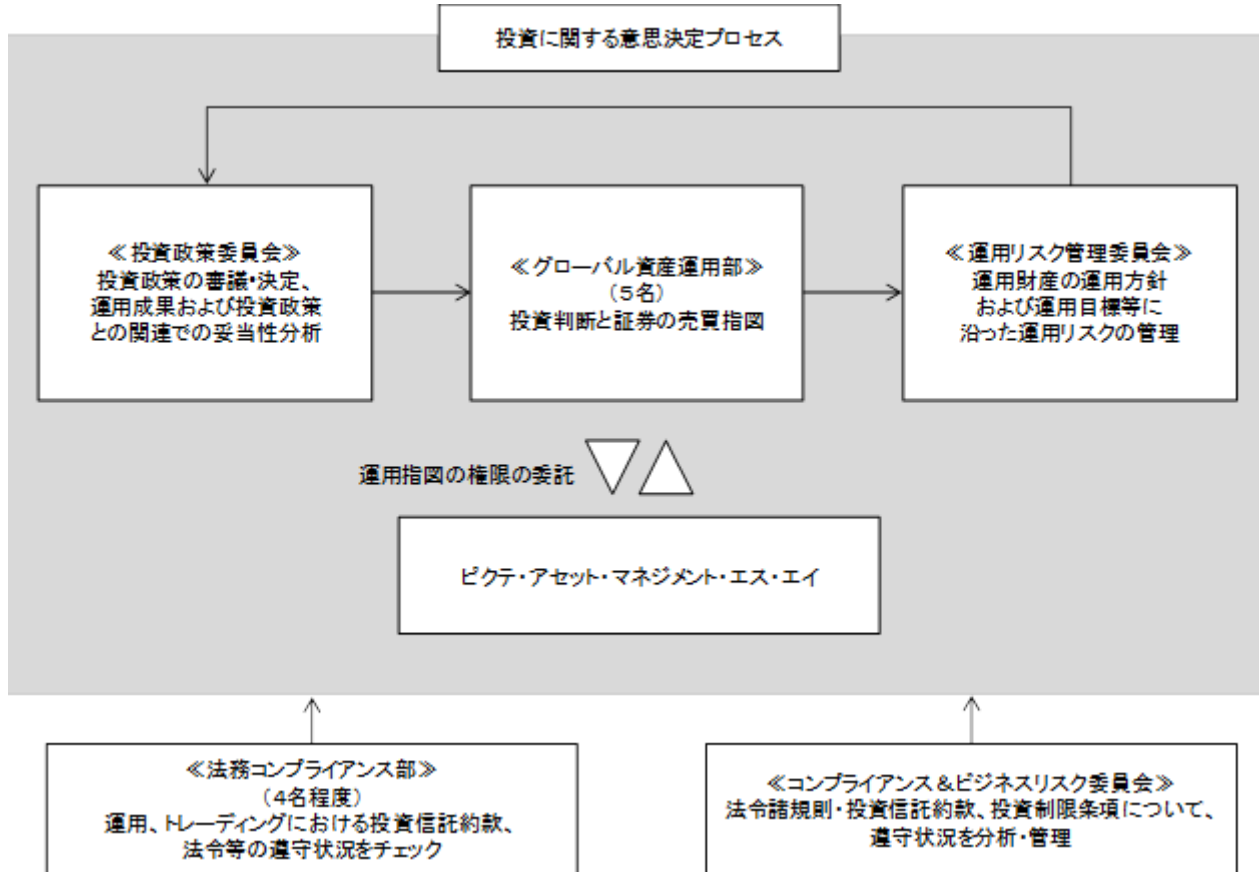 投資に関する意思決定プロセス
≪投資政策委員会≫
投資政策の審議・決定、
運用成果および投資政策
との関連での妥当性分析
≪グローバル資産運用部≫
（5名）
投資判断と証券の売買指図
≪運用リスク管理委員会≫
運用財産の運用方針
および運用目標等に
沿った運用リスクの管理
運用指図の権限の委託
ピクテ・アセット・マネジメント・エス・エイ
≪法務コンプライアンス部≫
（4名程度）
運用、トレーディングにおける投資信託約款、
法令等の遵守状況をチェック
≪コンプライアンス＆ビジネスリスク委員会≫
法令諸規則・投資信託約款、投資制限条項について、
遵守状況を分析・管理